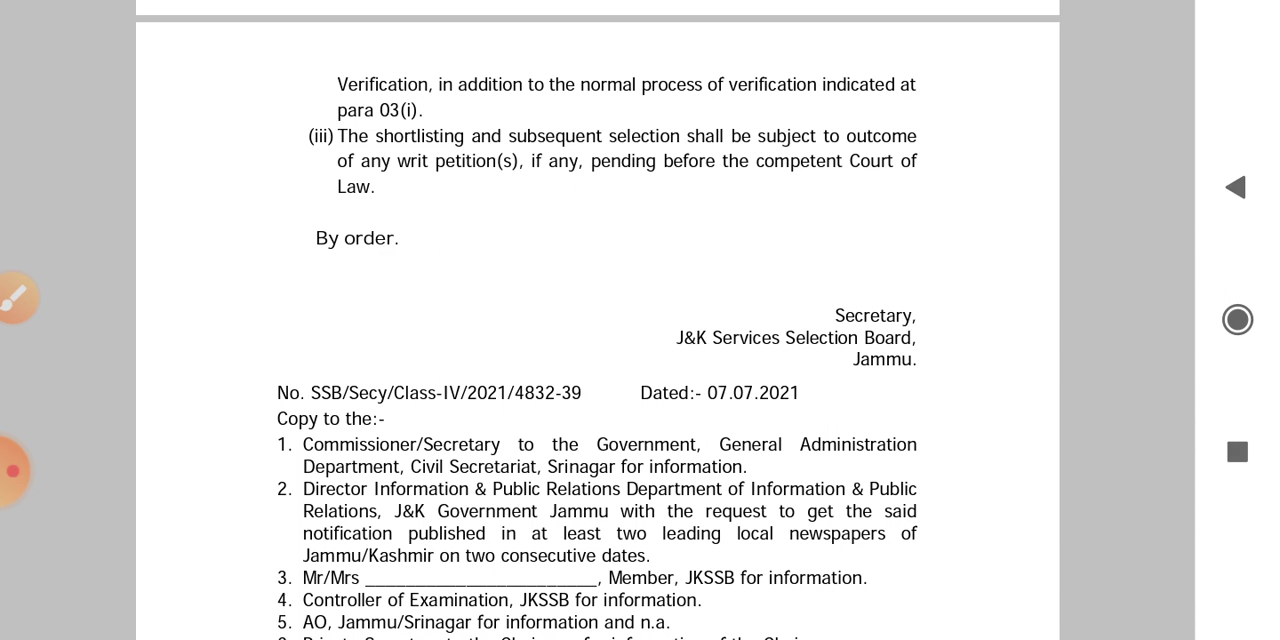 Verification, in addition to the normal process of verification indicated at
para 03(i).
(iii) The shortlisting and subsequent selection shall be subject to outcome
of any writ petition(s), if any, pending before the competent Court of
Law.
By order.
Secretary,
J&K Services Selection Board,
Jammu.
No. SSB/Secy/Class-IV/2021/4832-39 Dated:- 07.07.2021
Copy to the:-
1. Commissioner/Secretary to the Government, General Administration
Department, Civil Secretariat, Srinagar for information.
2. Director Information & Public Relations Department of Information & Public
Relations, J&K Government Jammu with the request to get the said
notification published in at least two leading local newspapers of
Jammu/Kashmir on two consecutive dates.
3. Mr/Mrs _______________________, Member, JKSSB for information.
4. Controller of Examination, JKSSB for information.
5. AO, Jammu/Srinagar for information and n.a.